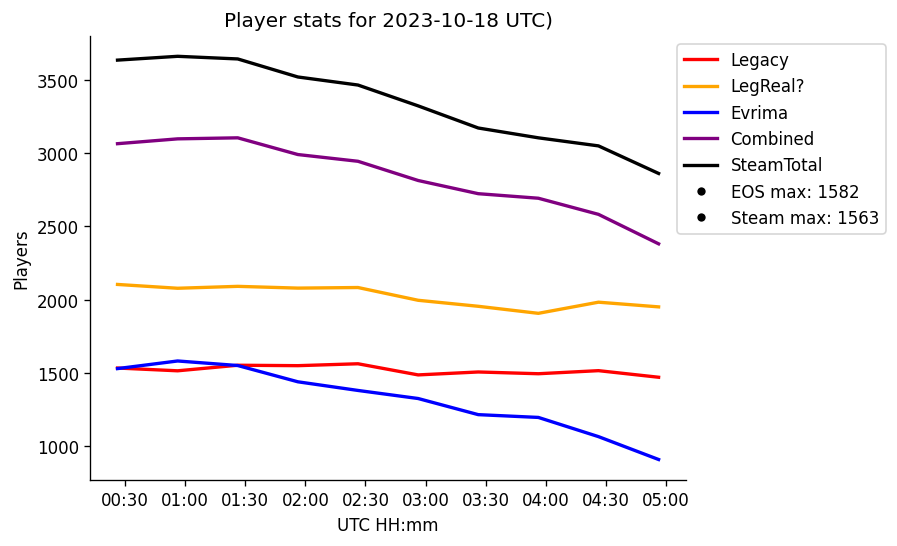 Player stats for 2023-10-18 UTC)
Legacy
LegReal?
Evrima
Combined
SteamTotal
EOS max: 1582
Steam max: 1563
Players
3500
3000
2500
2000
1500
1000
00:30 01:00 01:30 02:00 02:30 03:00 03:30 04:00 04:30 05:00
UTC HH:mm